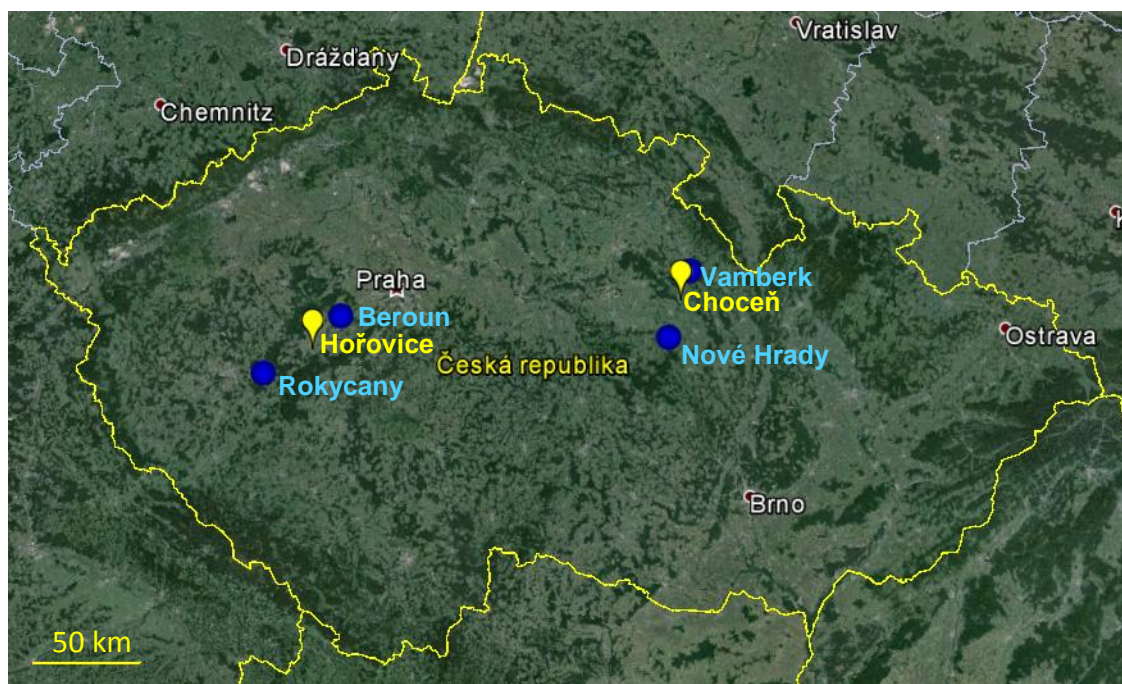 Vratislav
Drážďany
Chemnitz
K
Praha
Vamberk
Choceň
Beroun
Hořovice
Ostrava
Nové Hrady
Česká republika
Rokycany
Brno
50 km